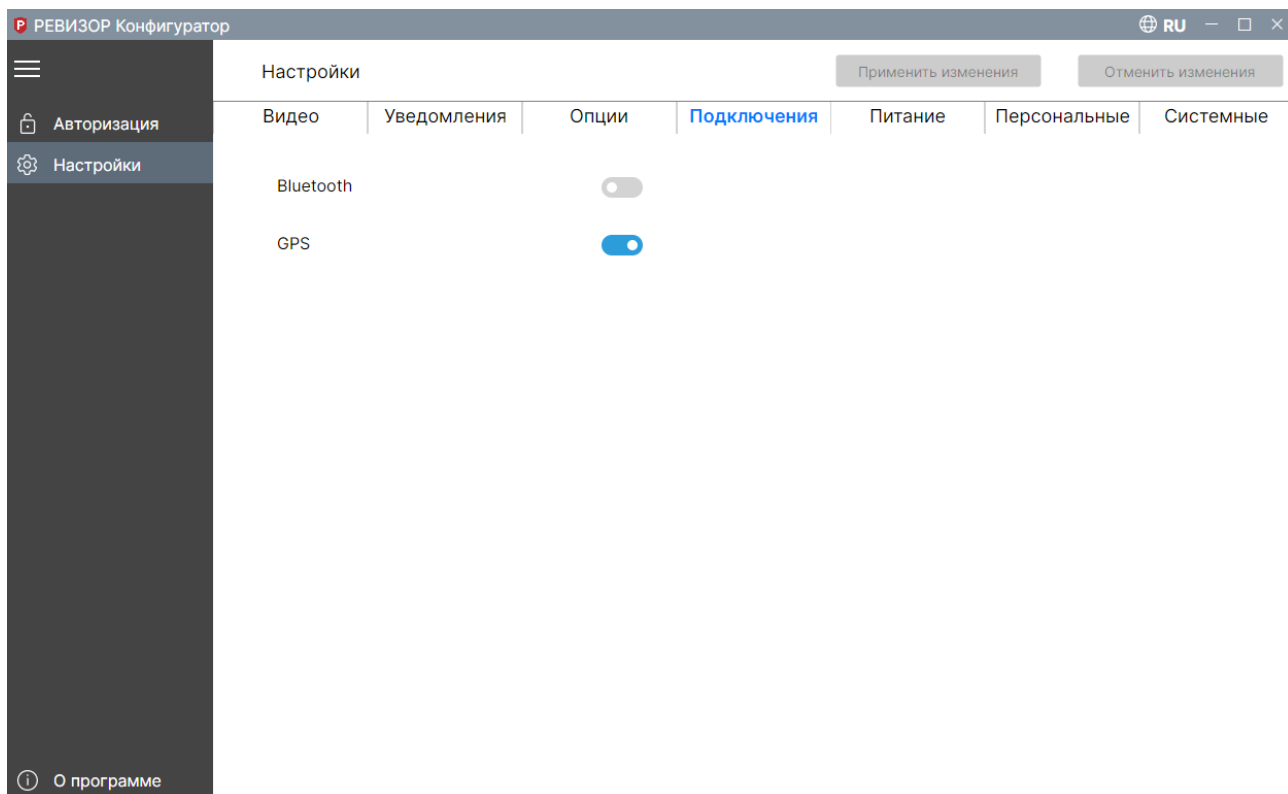 РЕВИЗОР Конфигуратор RU
Настройки Применить изменения Отменить изменения
Авторизация
Настройки
Видео Уведомления Опции Подключения Питание Персональные Системные
Bluetooth
GPS
О программе